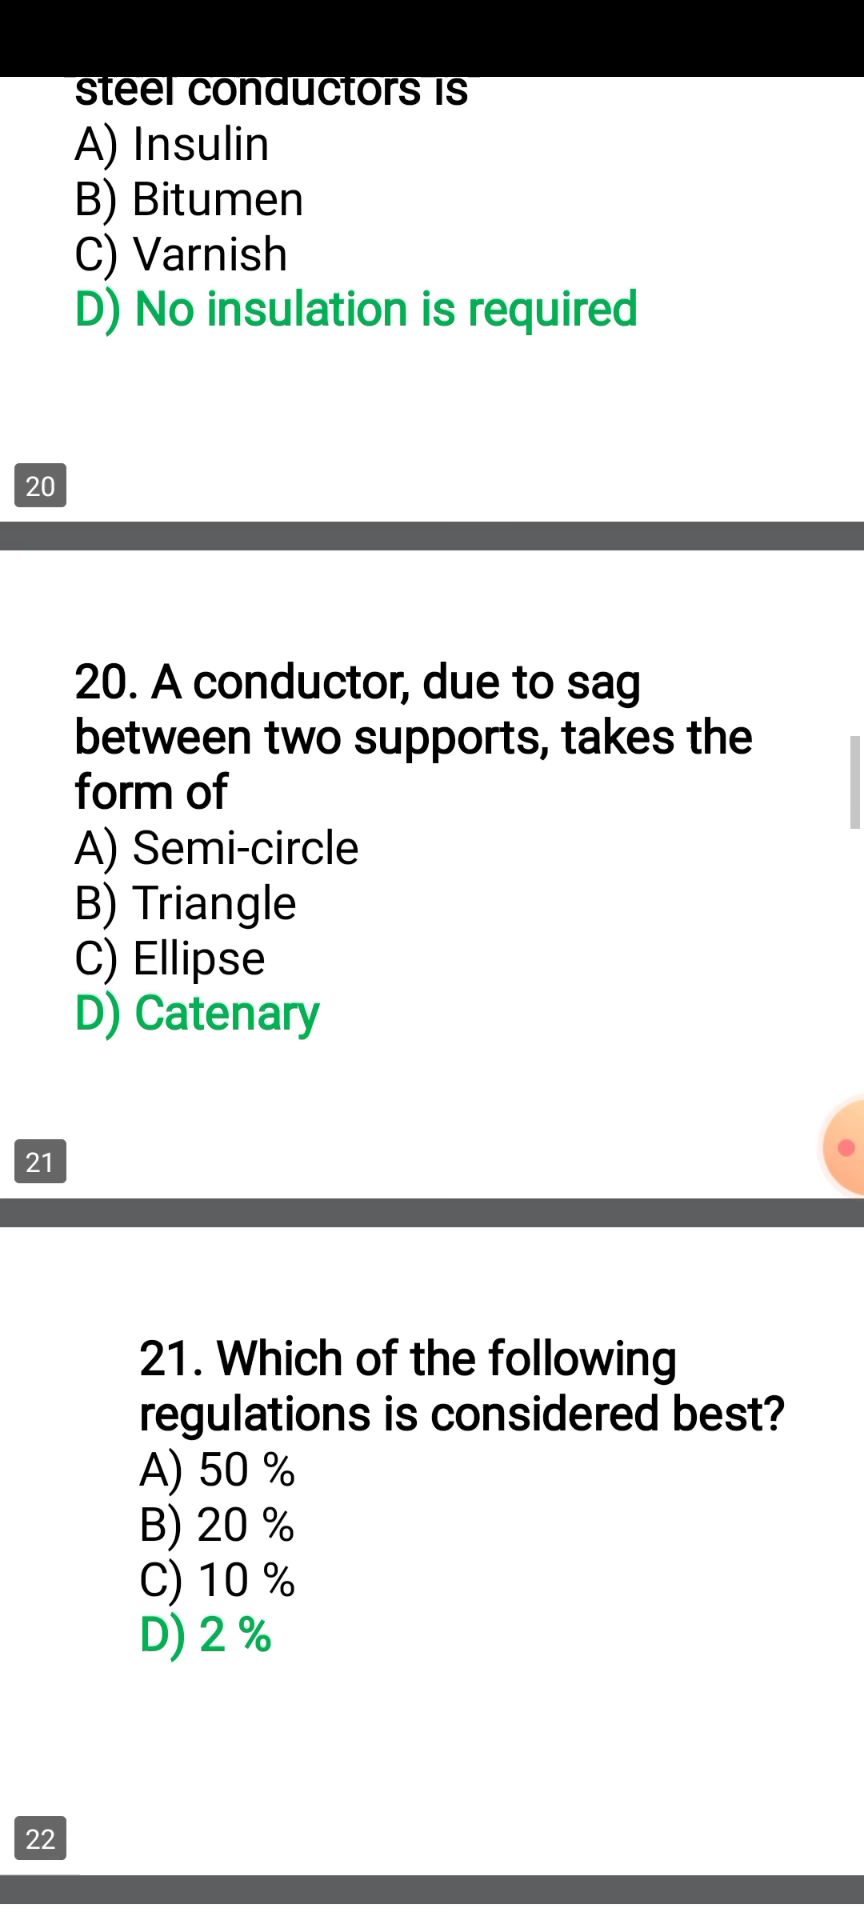 steel conductors is
A) Insulin
B) Bitumen
C) Varnish
D) No insulation is required
20
20. A conductor, due to sag
between two supports, takes the
form of
A) Semi-circle
B) Triangle
C) Ellipse
D) Catenary
21
21. Which of the following
regulations is considered best?
A) 50 %
B) 20 %
C) 10 %
D) 2 %
22